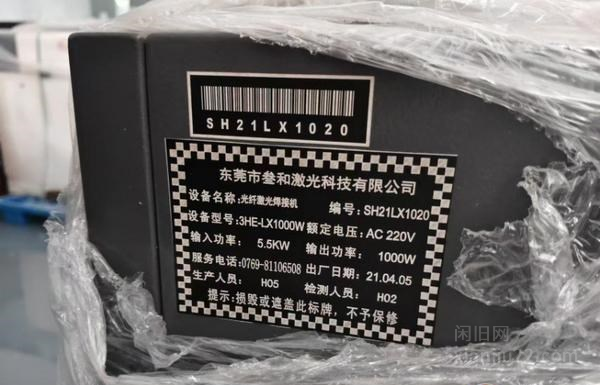 SH21LX1020
东莞市叁和激光科技有限公司
设备名称:光纤激光焊接机 编号:SH21LX1020
设备型号:3HE-LX1000W 额定电压:AC 220V
输入功率: 5.5KW 输出功率: 1000W
服务电话:0769-81106508 出厂日期:21.04.05
生产人员: H05 检测人员: H02
提示:损毁或遮盖此标牌,不予保修
闲旧网